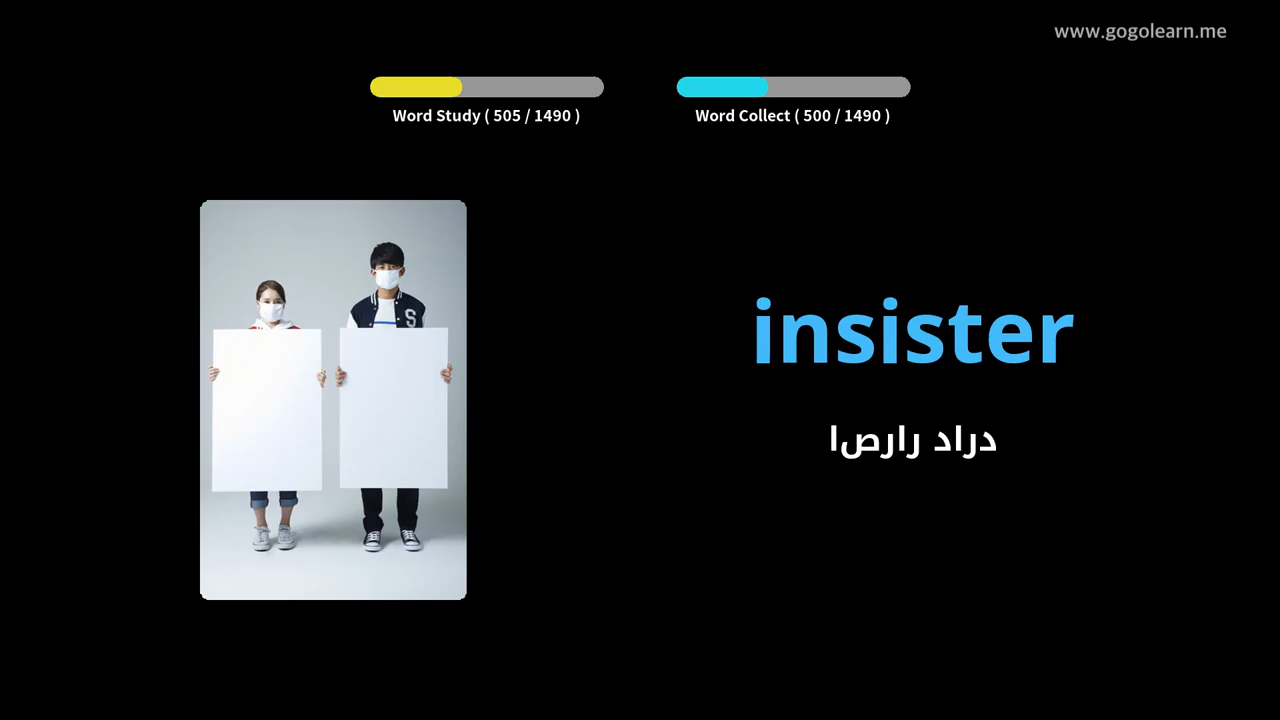 www.gogolearn.me
Word Study ( 505 / 1490 )
Word Collect ( 500 / 1490 )
S
insister
دراد رارصا